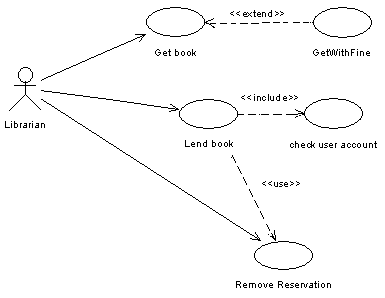 <<extend>>
Get book
GetWithFine
<<include>>
Librarian
Lend book
check user account
<<use>>
Remove Reservation